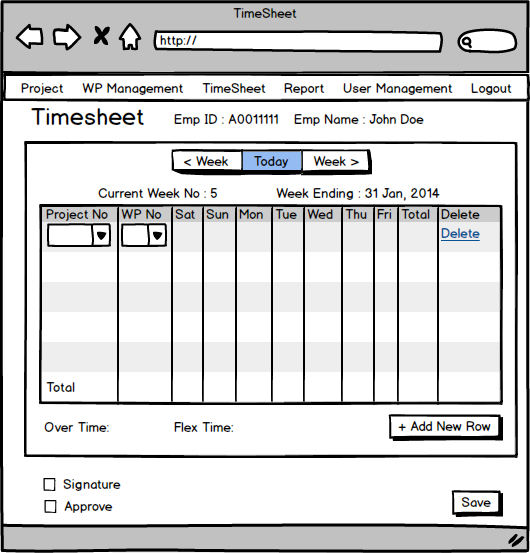 TimeSheet
http://
Project WP Management TimeSheet Report User Management Logout
Timesheet Emp ID : A0011111 Emp Name : John Doe
< Week Today Week >
Current Week No : 5 Week Ending : 31 Jan, 2014
Project No WP No Sat Sun Mon Tue Wed Thu Fri Total Delete
Delete
Total
Over Time: Flex Time: + Add New Row
Signature
Approve
Save